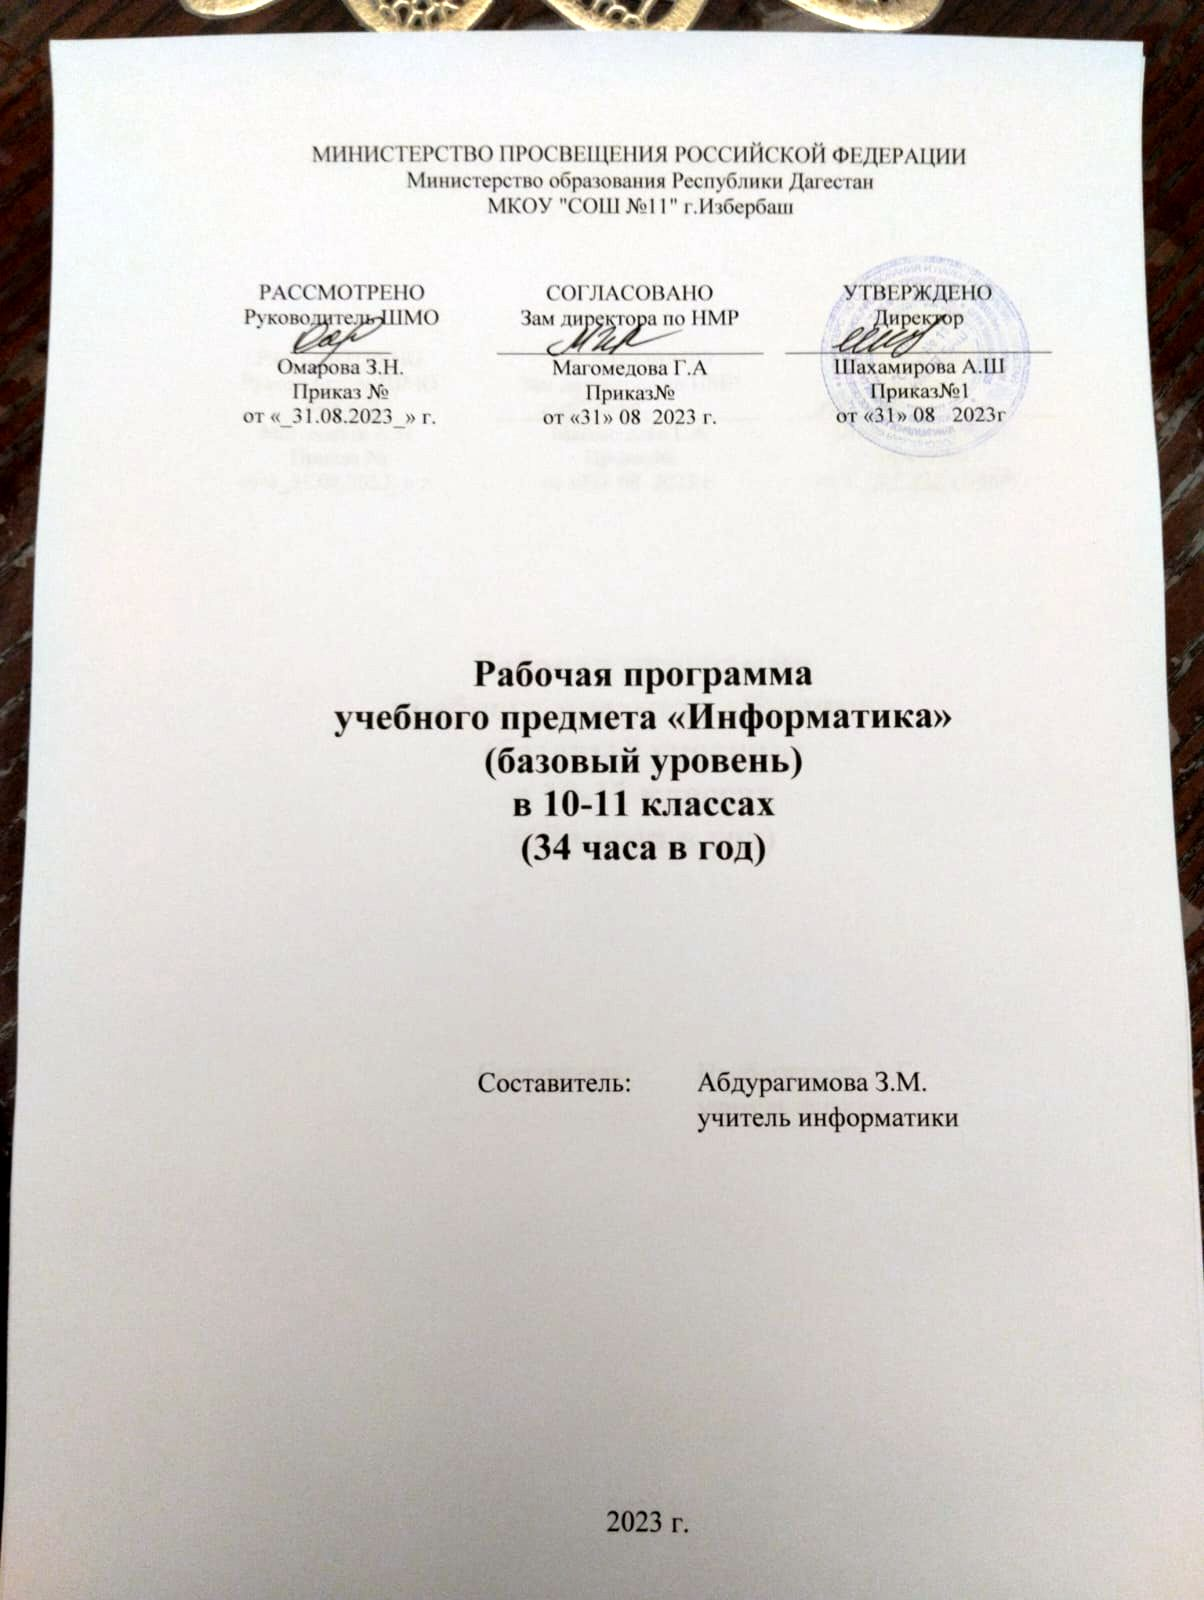 МИНИСТЕРСТВО ПРОСВЕЩЕНИЯ РОССИЙСКОЙ ФЕДЕРАЦИИ
Министерство образования Республики Дагестан
МКОУ "СОШ №11" г.Избербаш
РАССМОТРЕНО
Руководитель ШМО
Омарова З.Н.
Приказ №
от «_31.08.2023_» г.
СОГЛАСОВАНО
Зам директора по НМР
Магомедова Г.А
Приказ№
от «31» 08 2023 г.
УТВЕРЖДЕНО
Директор
Шахамирова А.Ш
Приказ№1
от «31» 08 2023г
Рабочая программа
учебного предмета «Информатика»
(базовый уровень)
в 10-11 классах
(34 часа в год)
Составитель: Абдурагимова З.М.
учитель информатики
2023 г.